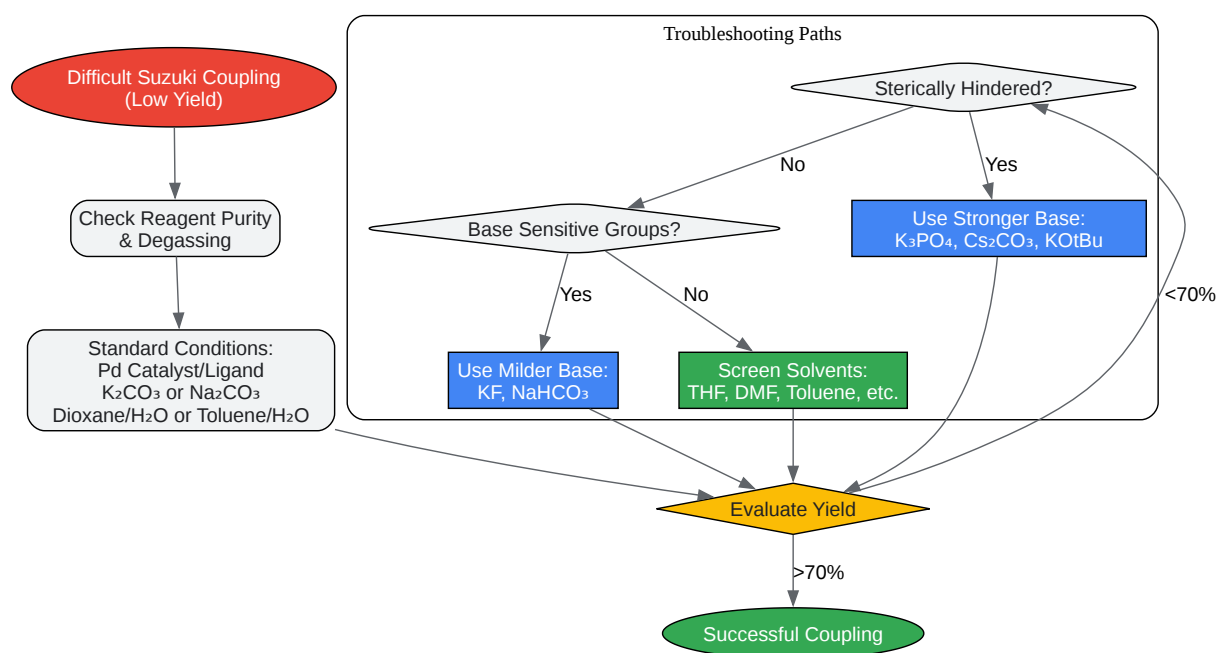 Troubleshooting Paths
Difficult Suzuki Coupling
(Low Yield)
Sterically Hindered?
No
Yes
Check Reagent Purity
& Degassing
Base Sensitive Groups?
Use Stronger Base:
K₃PO₄, Cs₂CO₃, KOtBu
Yes
No
<70%
Standard Conditions:
Pd Catalyst/Ligand
K₂CO₃ or Na₂CO₃
Dioxane/H₂O or Toluene/H₂O
Use Milder Base:
KF, NaHCO₃
Screen Solvents:
THF, DMF, Toluene, etc.
Evaluate Yield
>70%
Successful Coupling